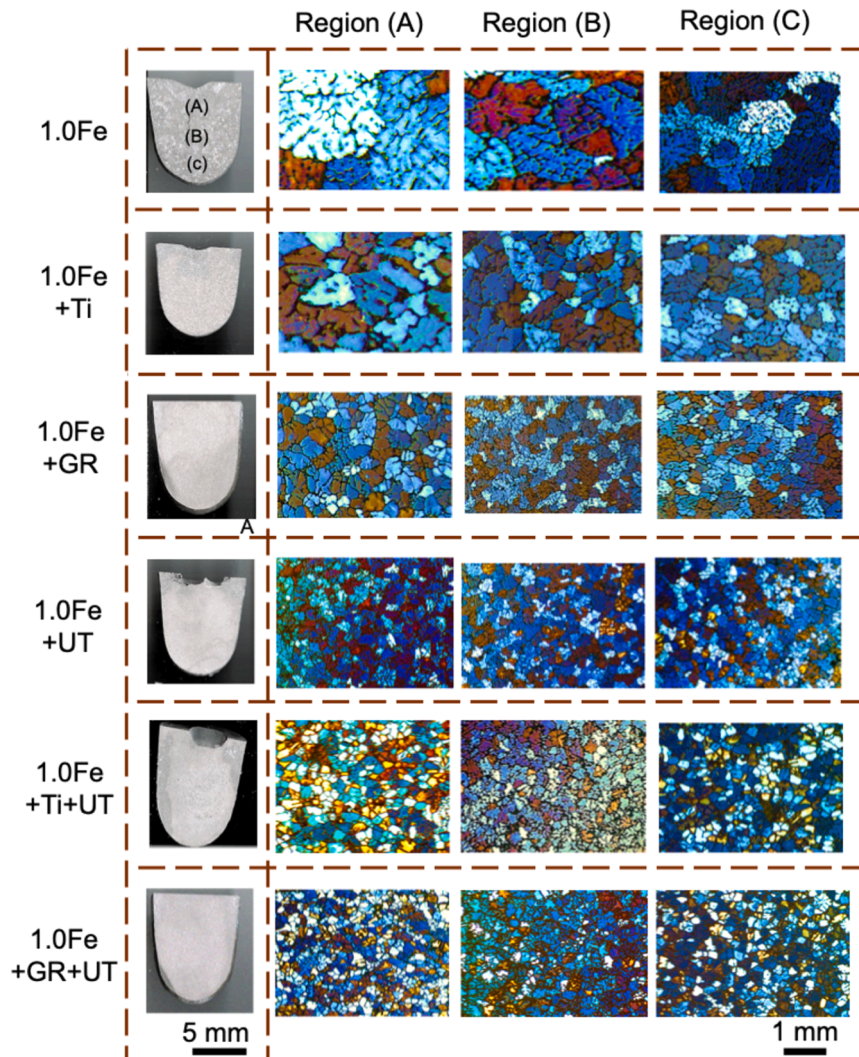 Region (A) Region (B) Region (C)
1.0Fe
(A)
(B)
(c)
1.0Fe
+Ti
1.0Fe
+GR
A
1.0Fe
+UT
1.0Fe
+Ti+UT
1.0Fe
+GR+UT
5 mm 1 mm